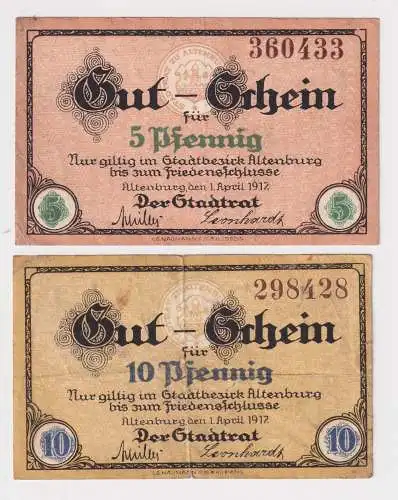 360433
Gut - Schein
für
5 Pfennig
Nur giltig im Stadtbezirk Altenburg
bis zum Friedensschlusse
Altenburg den 1. April 1917
Der Stadtrat
5 Leonhardt 5
298428
Gut - Schein
für
10 Pfennig
Nur giltig im Stadtbezirk Altenburg
bis zum Friedensschlusse
Altenburg den 1. April 1917
Der Stadtrat
10 Leonhardt 10